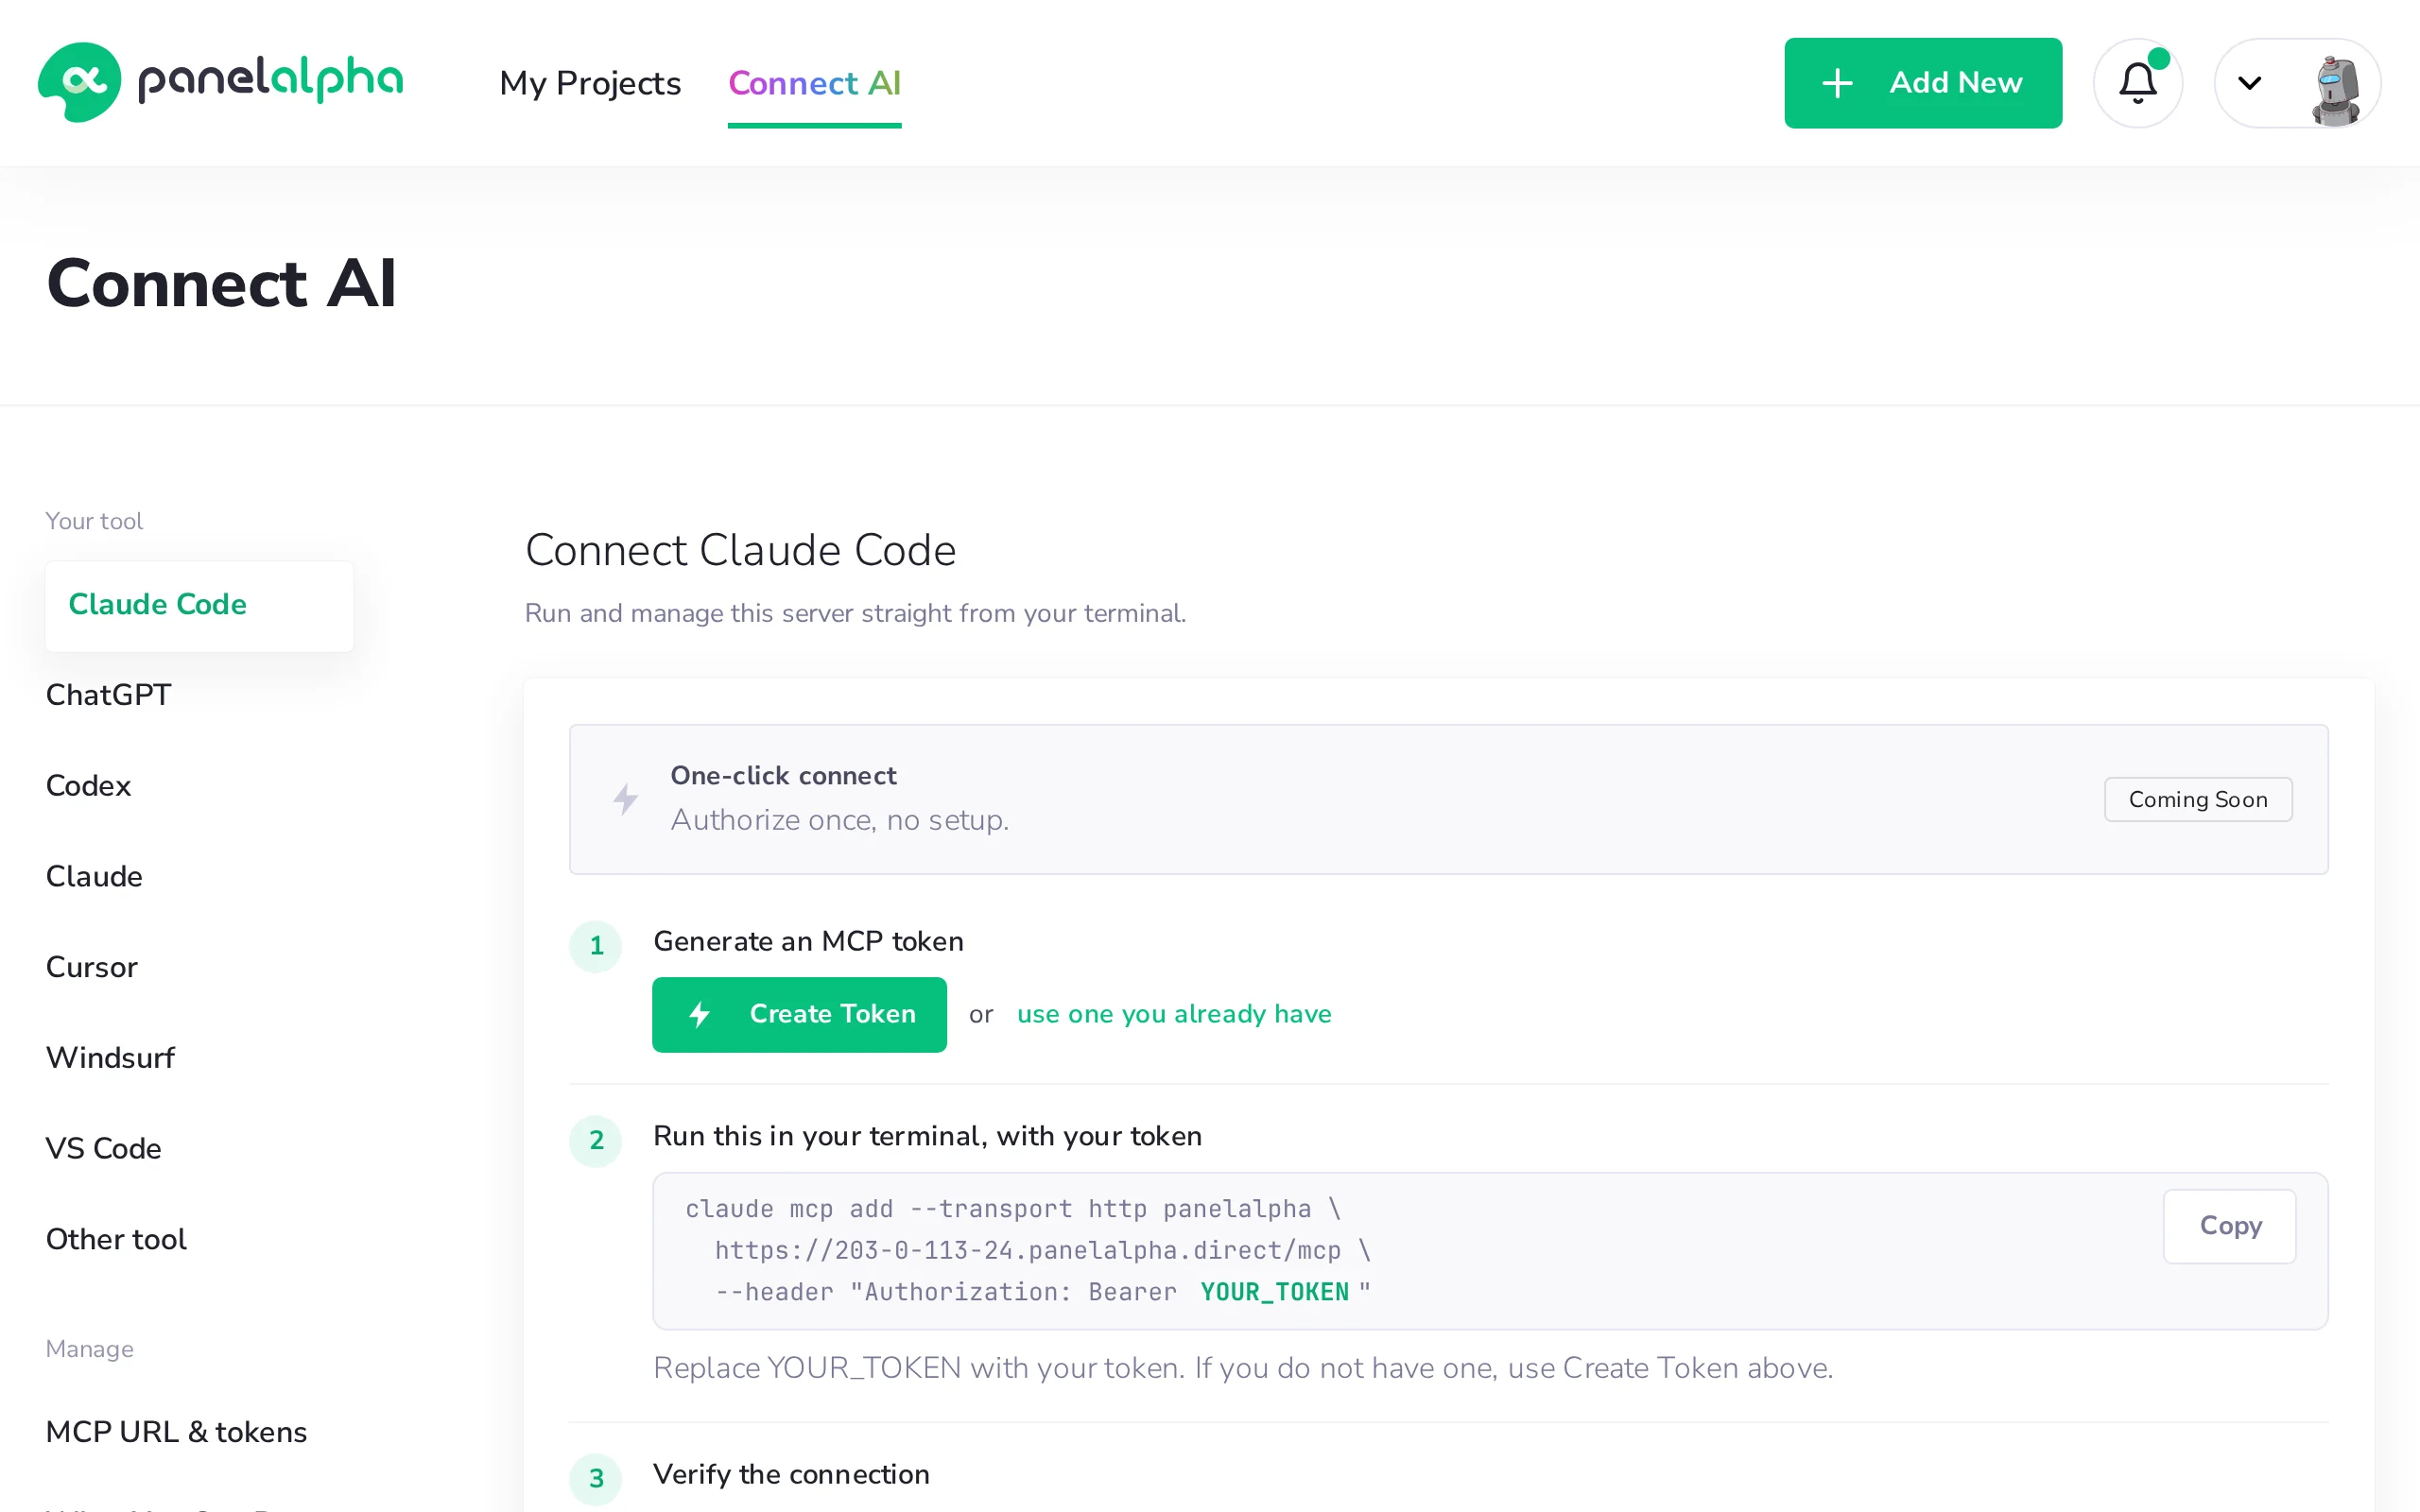 panelalpha
My Projects
Connect AI
Add New
Connect AI
Your tool
Claude Code
ChatGPT
Codex
Claude
Cursor
Windsurf
VS Code
Other tool
Manage
MCP URL & tokens
Connect Claude Code
Run and manage this server straight from your terminal.
One-click connect
Authorize once, no setup.
Coming Soon
1
Generate an MCP token
Create Token
or use one you already have
2
Run this in your terminal, with your token
claude mcp add --transport http panelalpha \
https://203-0-113-24.panelalpha.direct/mcp \
--header "Authorization: Bearer YOUR_TOKEN"
Copy
Replace YOUR_TOKEN with your token. If you do not have one, use Create Token above.
3
Verify the connection